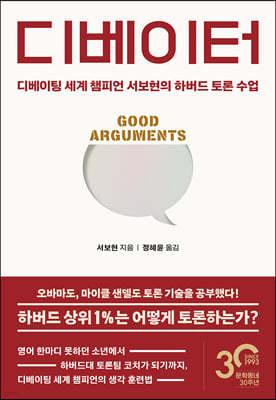 디베이터
디베이팅 세계 챔피언 서보현의 하버드 토론 수업
GOOD
ARGUMENTS
서보현 지음 | 정혜윤 옮김
오바마도, 마이클 샌델도 토론 기술을 공부했다!
하버드 상위 1%는 어떻게 토론하는가?
영어 한마디 못하던 소년에서
하버드대 토론팀 코치가 되기까지,
디베이팅 세계 챔피언의 생각 훈련법
30
SINCE
1993
문학동네
30주년